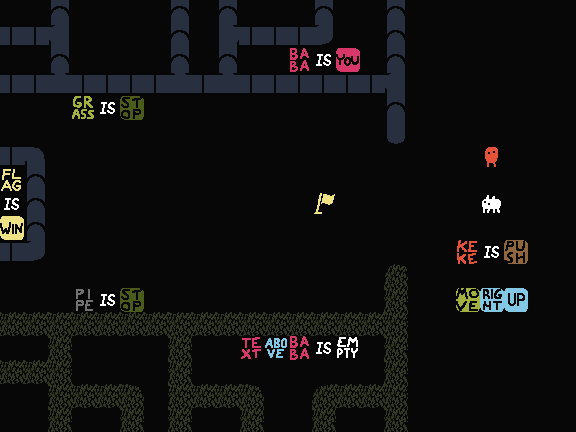 BABA IS YOU
GRASS IS STOP
FLAG
IS
WIN
KEKE IS PUSH
PIPE IS STOP
MOVE RIGHT UP
TEXT ABOVE BABA IS EMPTY